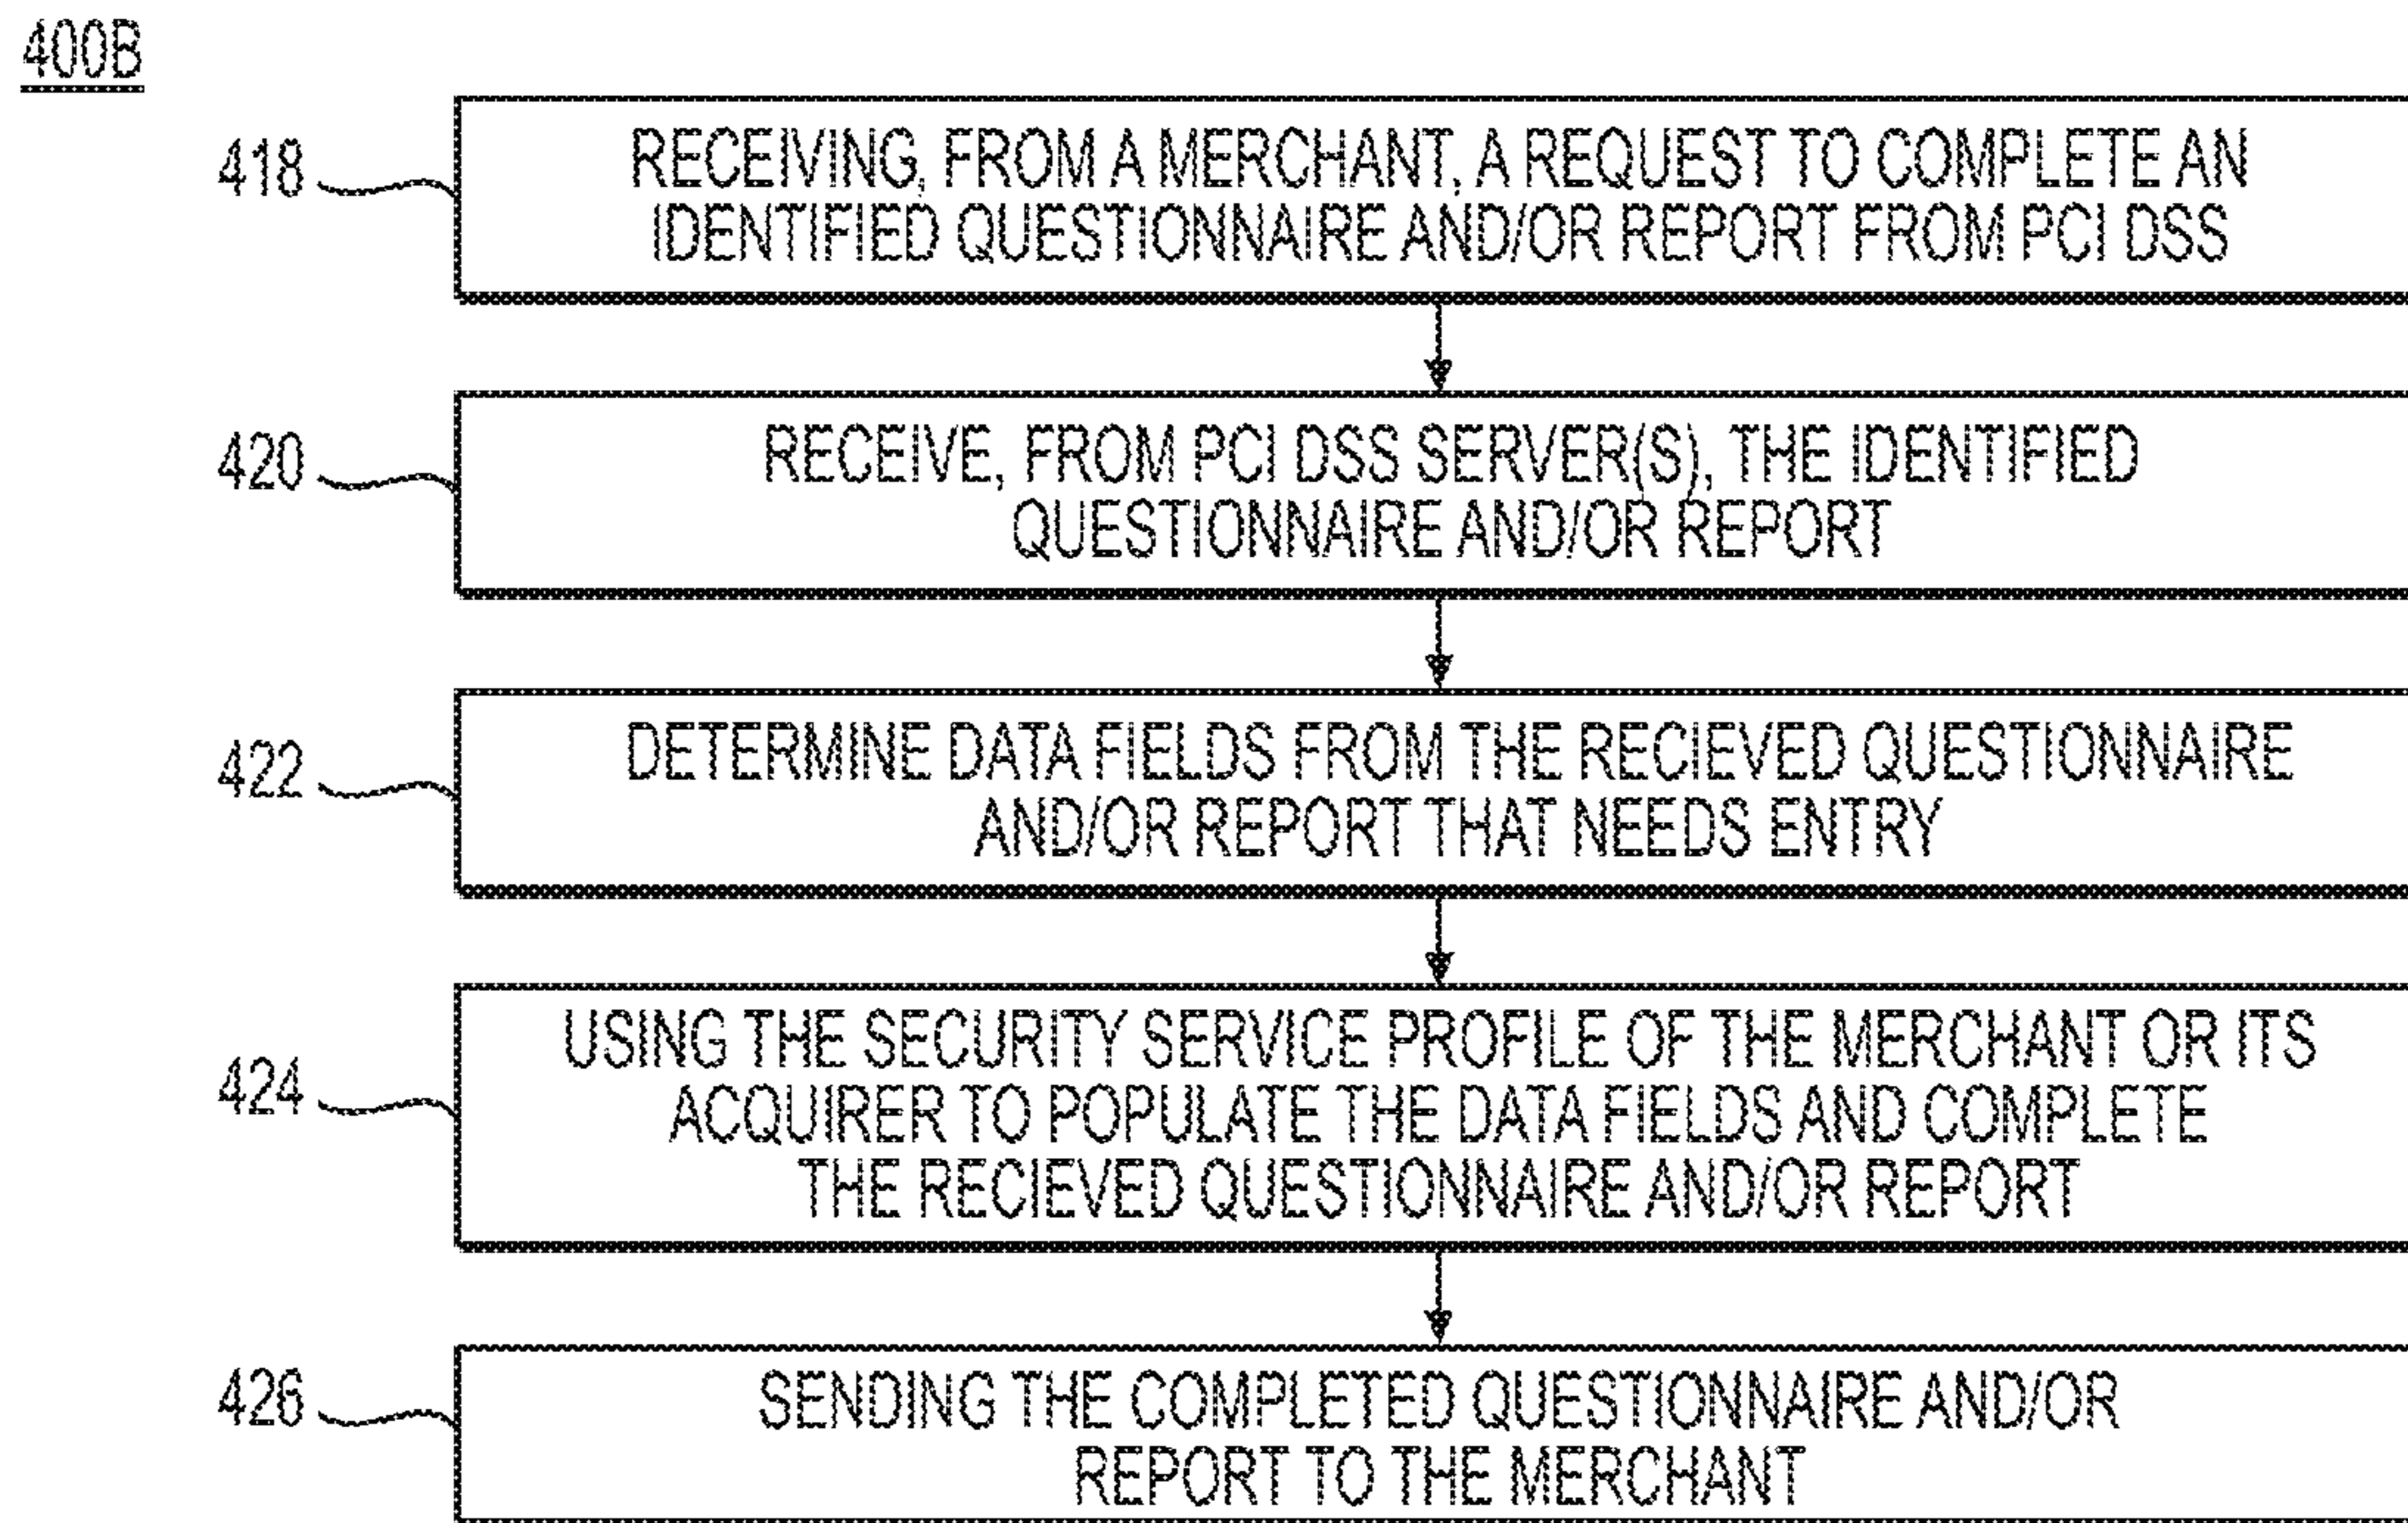 400B
418
RECEIVING, FROM A MERCHANT, A REQUEST TO COMPLETE AN
IDENTIFIED QUESTIONNAIRE AND/OR REPORT FROM PCI DSS
420
RECEIVE, FROM PCI DSS SERVER(S), THE IDENTIFIED
QUESTIONNAIRE AND/OR REPORT
422
DETERMINE DATA FIELDS FROM THE RECIEVED QUESTIONNAIRE
AND/OR REPORT THAT NEEDS ENTRY
424
USING THE SECURITY SERVICE PROFILE OF THE MERCHANT OR ITS
ACQUIRER TO POPULATE THE DATA FIELDS AND COMPLETE
THE RECIEVED QUESTIONNAIRE AND/OR REPORT
426
SENDING THE COMPLETED QUESTIONNAIRE AND/OR
REPORT TO THE MERCHANT